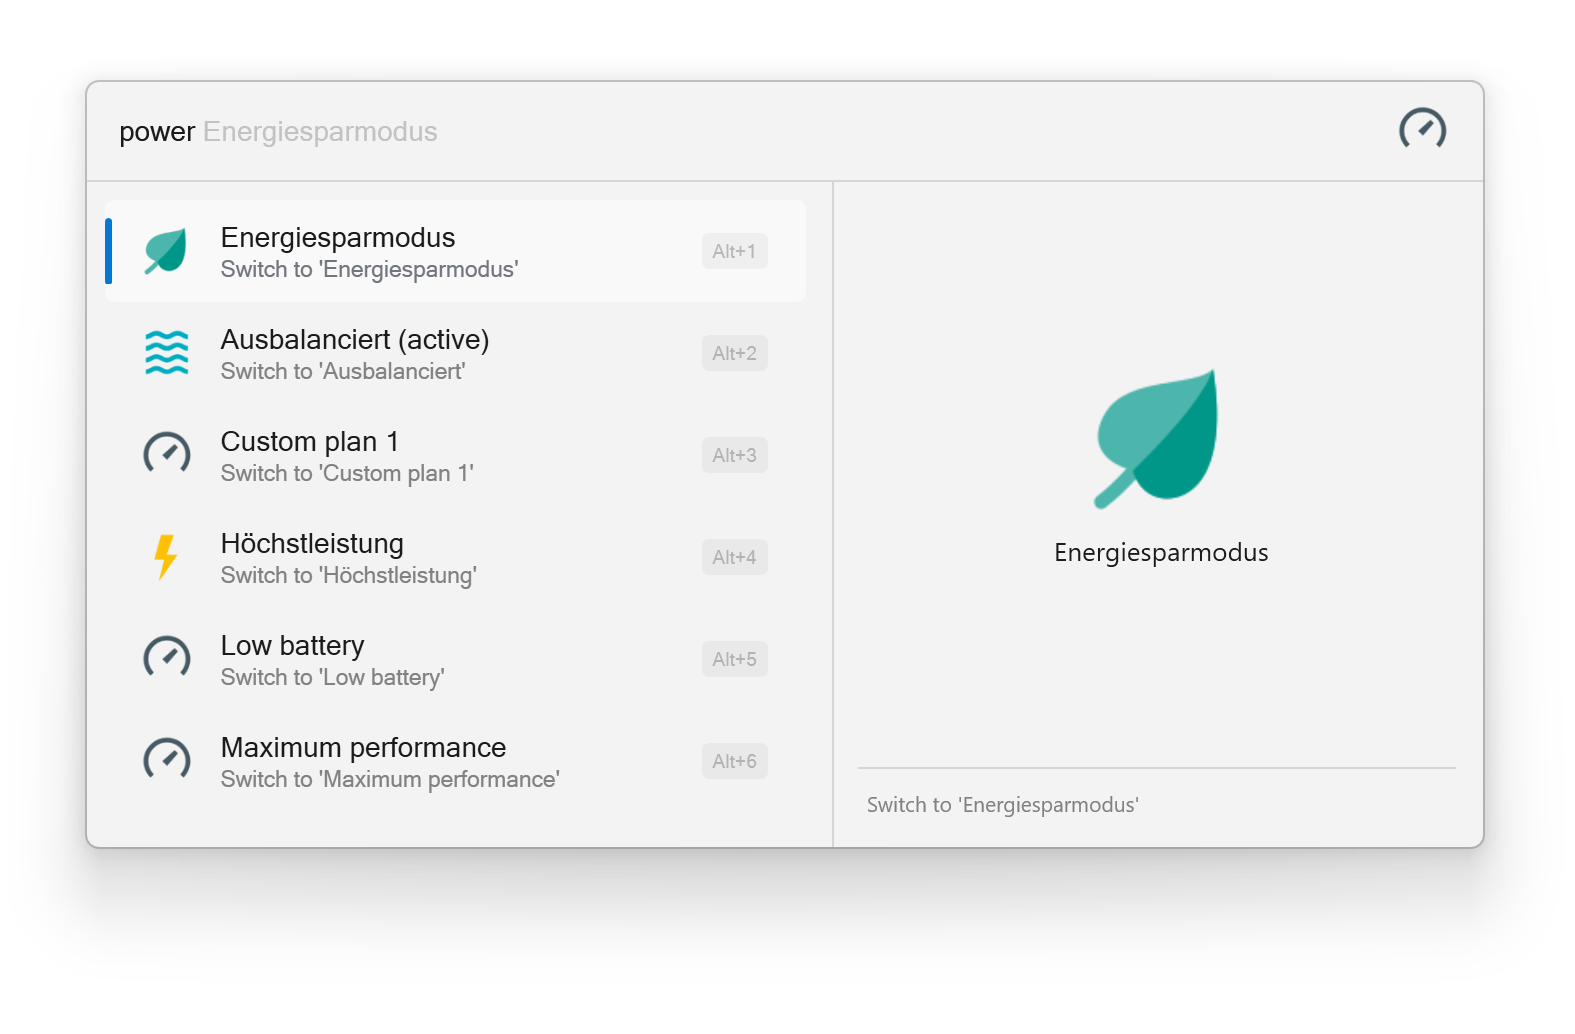 power Energiesparmodus
Energiesparmodus
Switch to 'Energiesparmodus'
Alt+1
Ausbalanciert (active)
Switch to 'Ausbalanciert'
Alt+2
Custom plan 1
Switch to 'Custom plan 1'
Alt+3
Höchstleistung
Switch to 'Höchstleistung'
Alt+4
Low battery
Switch to 'Low battery'
Alt+5
Maximum performance
Switch to 'Maximum performance'
Alt+6
Energiesparmodus
Switch to 'Energiesparmodus'